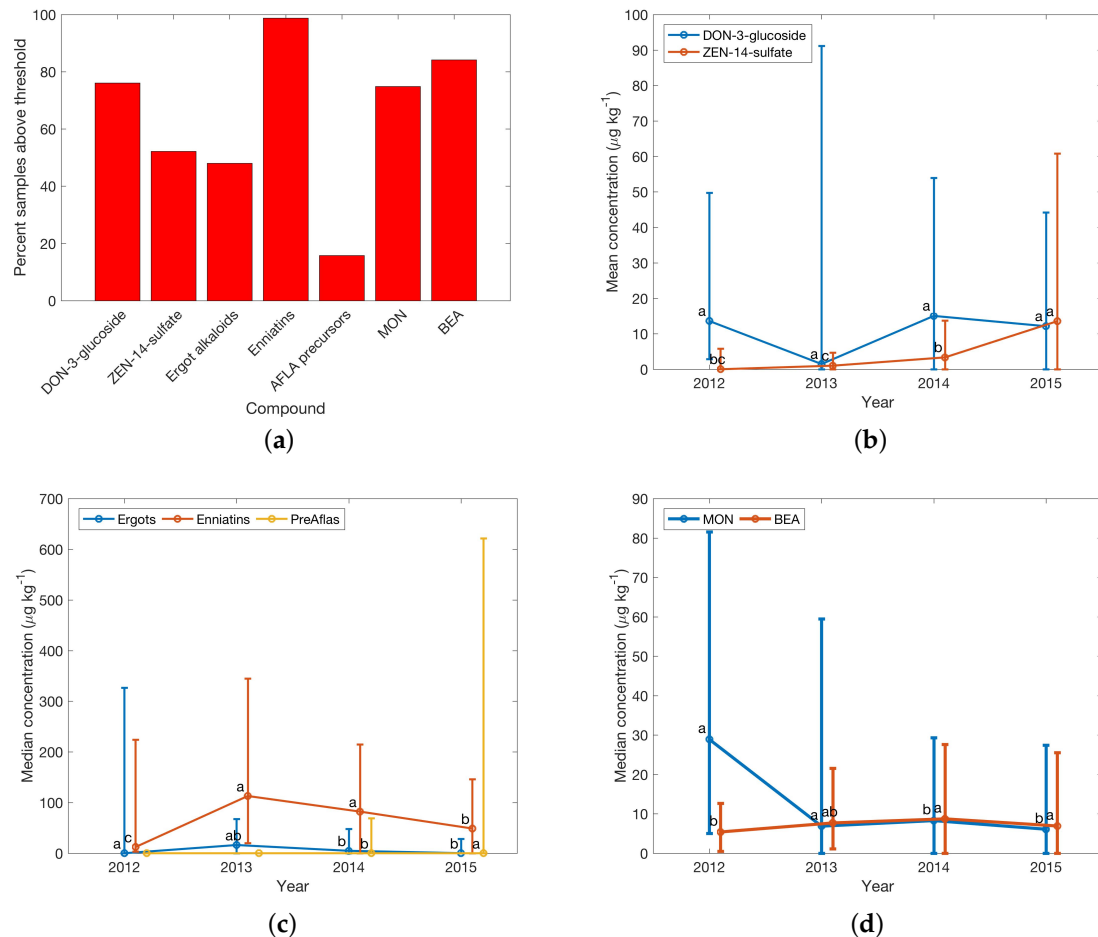 100
80
60
40
20
0
Percent samples above threshold
DON-3-glucoside
ZEN-14-sulfate
Ergot alkaloids
Enniatins
AFLA precursors
MON
BEA
Compound
(a)
100
90
80
70
60
50
40
30
20
10
0
Mean concentration (μg kg⁻¹)
DON-3-glucoside
ZEN-14-sulfate
a
bc
a c
a
b
a a
2012 2013 2014 2015
Year
(b)
700
600
500
400
300
200
100
0
Median concentration (μg kg⁻¹)
Ergots Enniatins PreAflas
a c
ab a
b a b
b b a
2012 2013 2014 2015
Year
(c)
90
80
70
60
50
40
30
20
10
0
Median concentration (μg kg⁻¹)
MON BEA
a
b
a ab
b a
b a
2012 2013 2014 2015
Year
(d)